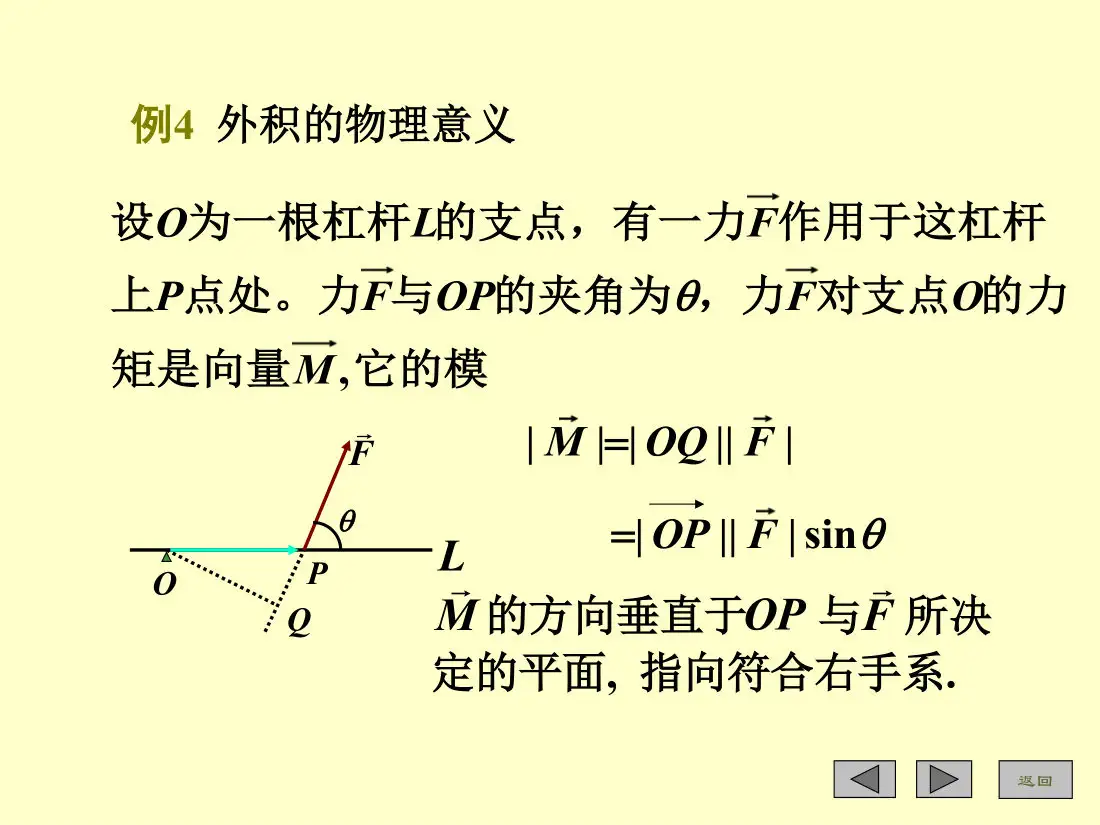 例4 外积的物理意义
设O为一根杠杆L的支点，有一力F⃗作用于这杠杆
上P点处。力F⃗与OP的夹角为θ，力F⃗对支点O的力
矩是向量M⃗,它的模
| M⃗ |=| OQ || F⃗ |
=| \overrightarrow{OP} || F⃗ | sinθ
F⃗
θ
L
O
P
Q
M⃗ 的方向垂直于OP 与F⃗ 所决
定的平面, 指向符合右手系.
返回